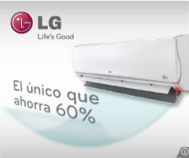 LG
Life's Good
El único que
ahorra 60%